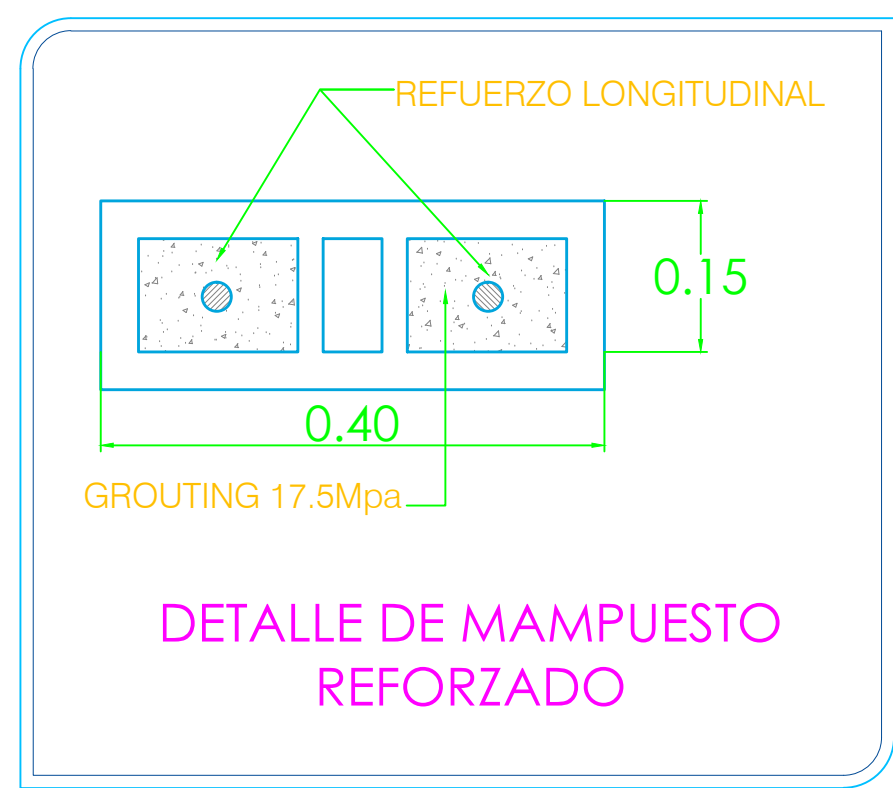 REFUERZO LONGITUDINAL
0.15
0.40
GROUTING 17.5Mpa
DETALLE DE MAMPUESTO
REFORZADO